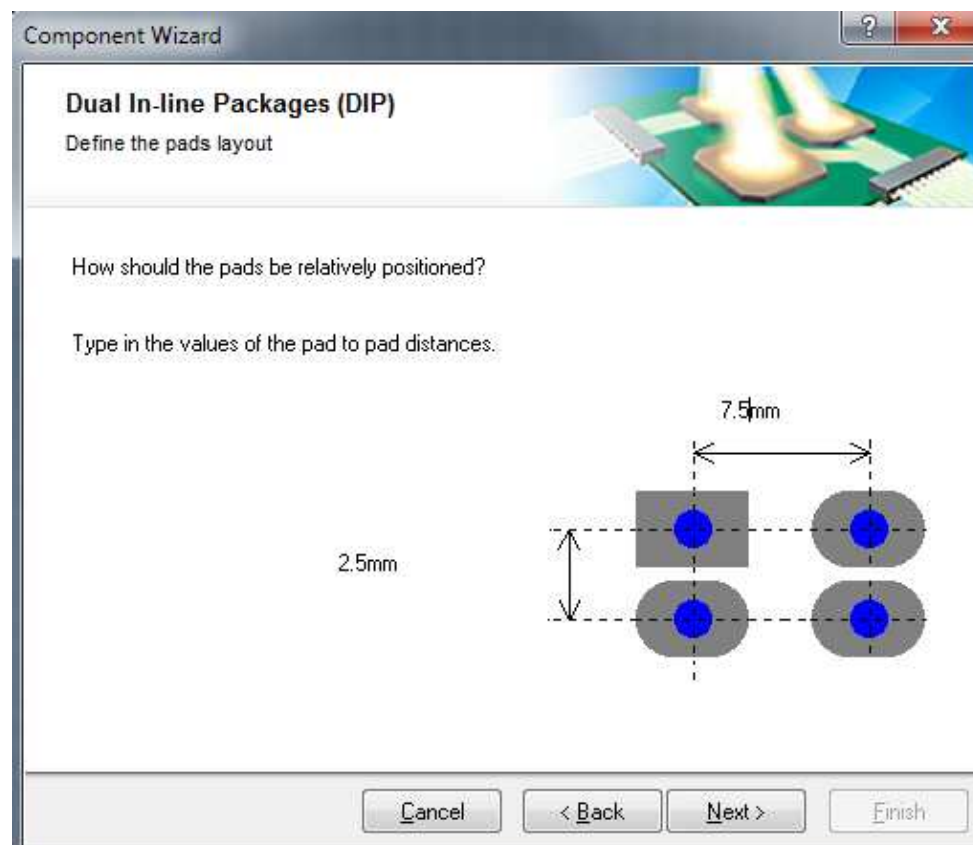 Component Wizard
?
Dual In-line Packages (DIP)
Define the pads layout
How should the pads be relatively positioned?
Type in the values of the pad to pad distances.
7.5mm
2.5mm
Cancel
< Back
Next >
Finish